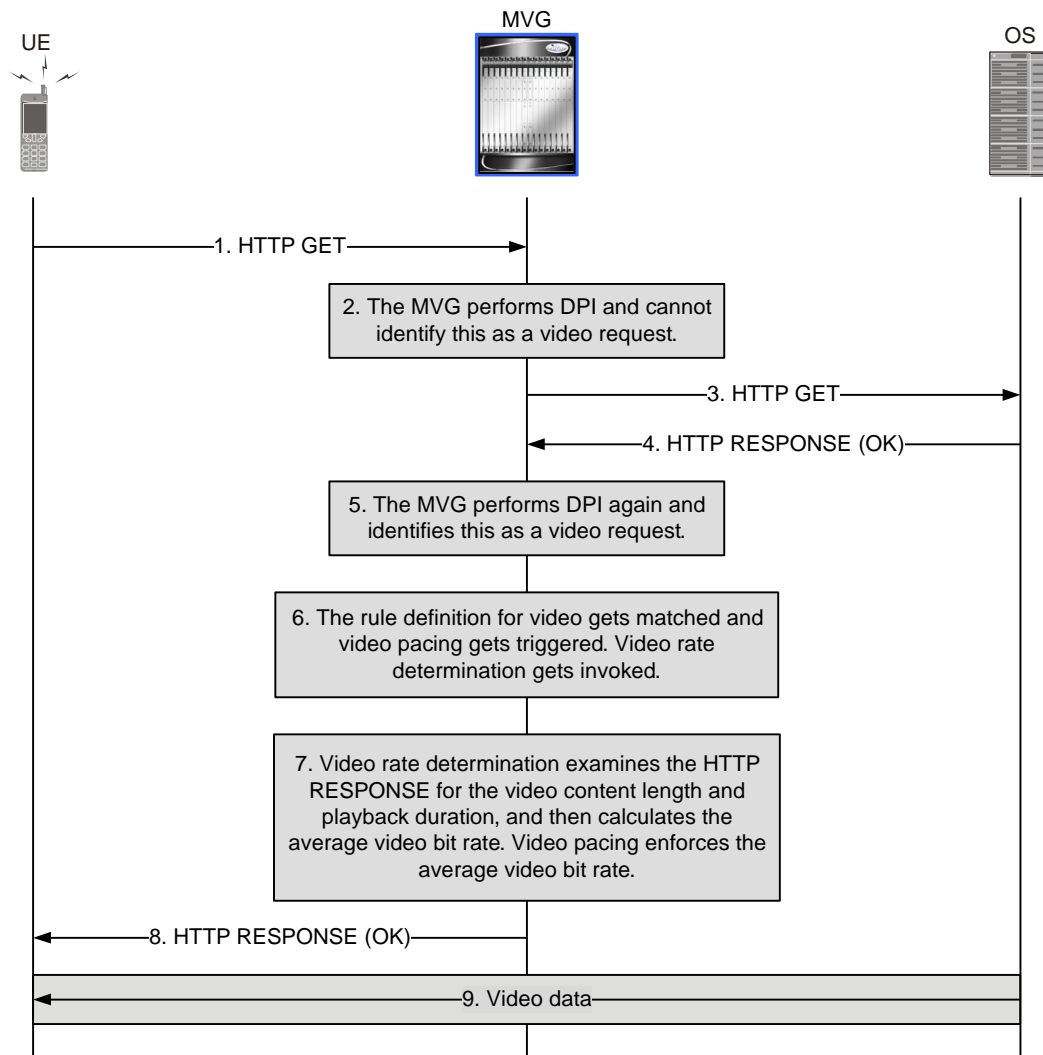 MVG
UE
OS
1. HTTP GET
2. The MVG performs DPI and cannot
identify this as a video request.
3. HTTP GET
4. HTTP RESPONSE (OK)
5. The MVG performs DPI again and
identifies this as a video request.
6. The rule definition for video gets matched and
video pacing gets triggered. Video rate
determination gets invoked.
7. Video rate determination examines the HTTP
RESPONSE for the video content length and
playback duration, and then calculates the
average video bit rate. Video pacing enforces the
average video bit rate.
8. HTTP RESPONSE (OK)
9. Video data